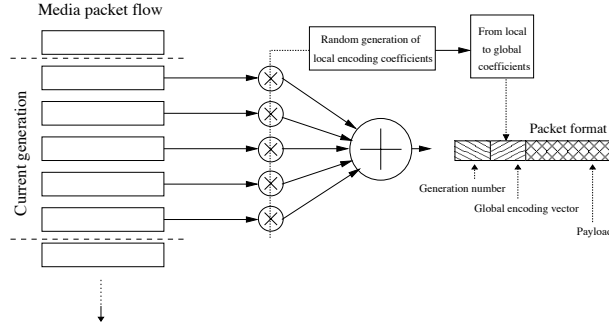 Media packet flow
Current generation
Random generation of
local encoding coefficients
From local
to global
coefficients
Packet format
Generation number
Global encoding vector
Payload